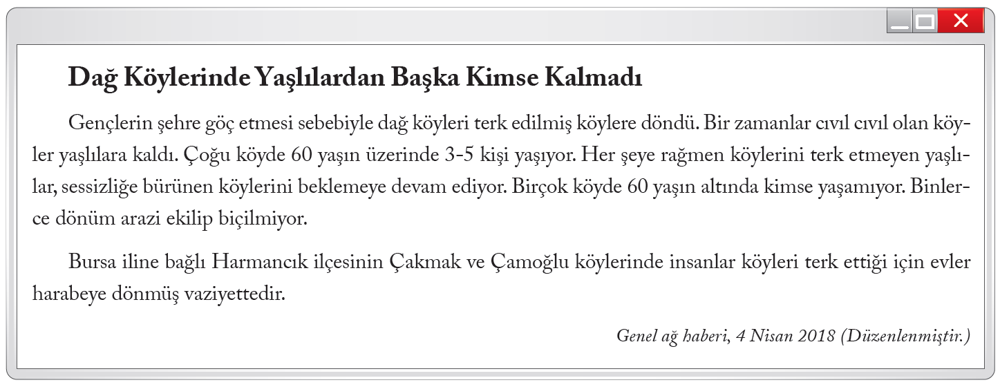 Dağ Köylerinde Yaşlılardan Başka Kimse Kalmadı
Gençlerin şehre göç etmesi sebebiyle dağ köyleri terk edilmiş köylere döndü. Bir zamanlar cıvıl cıvıl olan köy-
ler yaşlılara kaldı. Çoğu köyde 60 yaşın üzerinde 3-5 kişi yaşıyor. Her şeye rağmen köylerini terk etmeyen yaşlı-
lar, sessizliğe bürünen köylerini beklemeye devam ediyor. Birçok köyde 60 yaşın altında kimse yaşamıyor. Binler-
ce dönüm arazi ekilip biçilmiyor.
Bursa iline bağlı Harmancık ilçesinin Çakmak ve Çamoğlu köylerinde insanlar köyleri terk ettiği için evler
harabeye dönmüş vaziyettedir.
Genel ağ haberi, 4 Nisan 2018 (Düzenlenmiştir.)